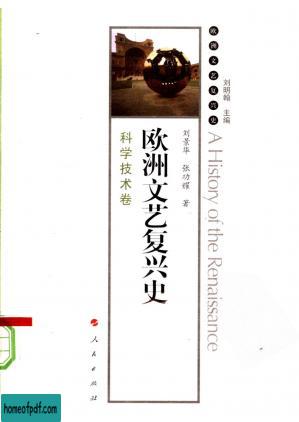 欧洲文艺复兴史
刘明翰 主编
A History of the Renaissance
刘景华 张功耀 著
欧洲文艺复兴史
科学技术卷
人民出版社
homeofpdf.com